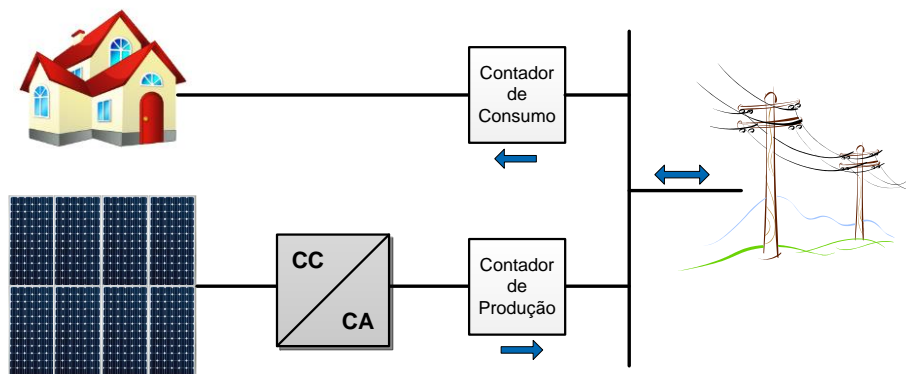 Contador
de
Consumo
CC
CA
Contador
de
Produção